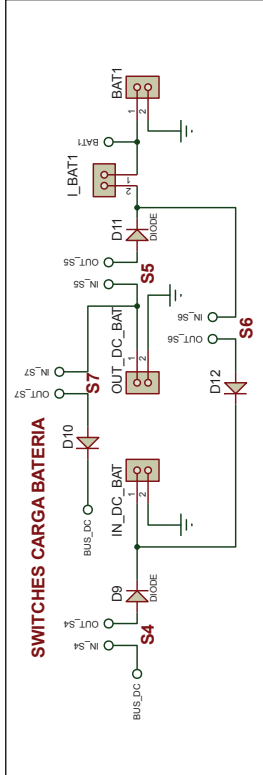 SWITCHES CARGA BATERIA
BUS_DC
IN_S4
OUT_S4
S4
D9
DIODE
IN_DC_BAT
1
2
BUS_DC
D10
OUT_S7
IN_S7
S7
OUT_DC_BAT
1
2
IN_S5
OUT_S5
S5
D11
DIODE
I_BAT1
1
2
BAT1
BAT1
1
2
D12
OUT_S6
IN_S6
S6